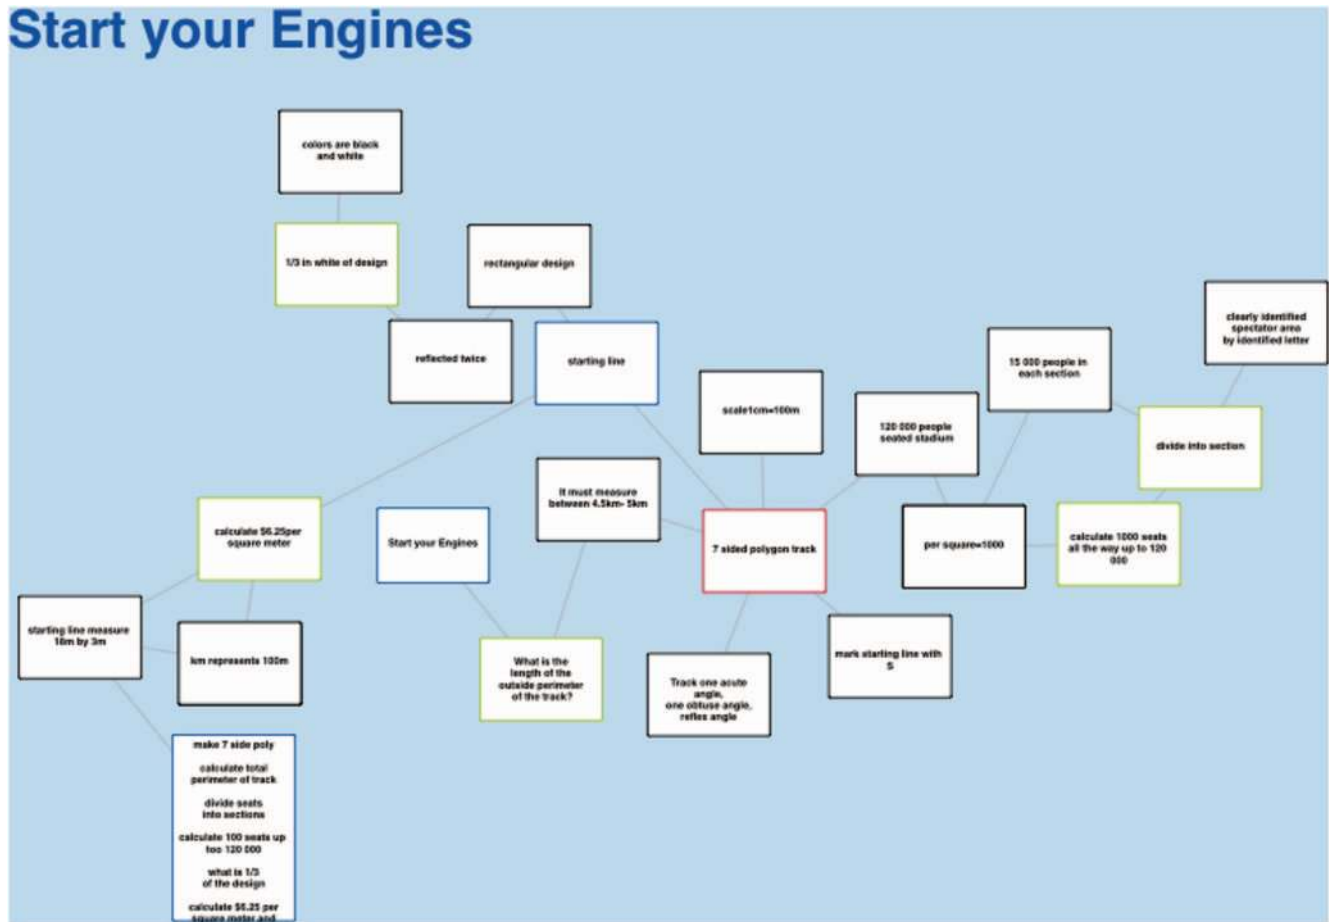 Start your Engines
colors are black
and white
1/3 in white of design
rectangular design
reflected twice
starting line
clearly identified
spectator area
by identified letter
15 000 people in
each section
scale1cm=100m
120 000 people
seated stadium
divide into section
It must measure
between 4.5km- 5km
calculate $6.25per
square meter
Start your Engines
7 sided polygon track
per square=1000
calculate 1000 seats
all the way up to 120
000
starting line measure
18m by 3m
km represents 100m
What is the
length of the
outside perimeter
of the track?
Track one acute
angle,
one obtuse angle,
reflex angle
mark starting line with
S
make 7 side poly
calculate total
perimeter of track
divide seats
into sections
calculate 100 seats up
too 120 000
what is 1/3
of the design
calculate $6.25 per
square meter and